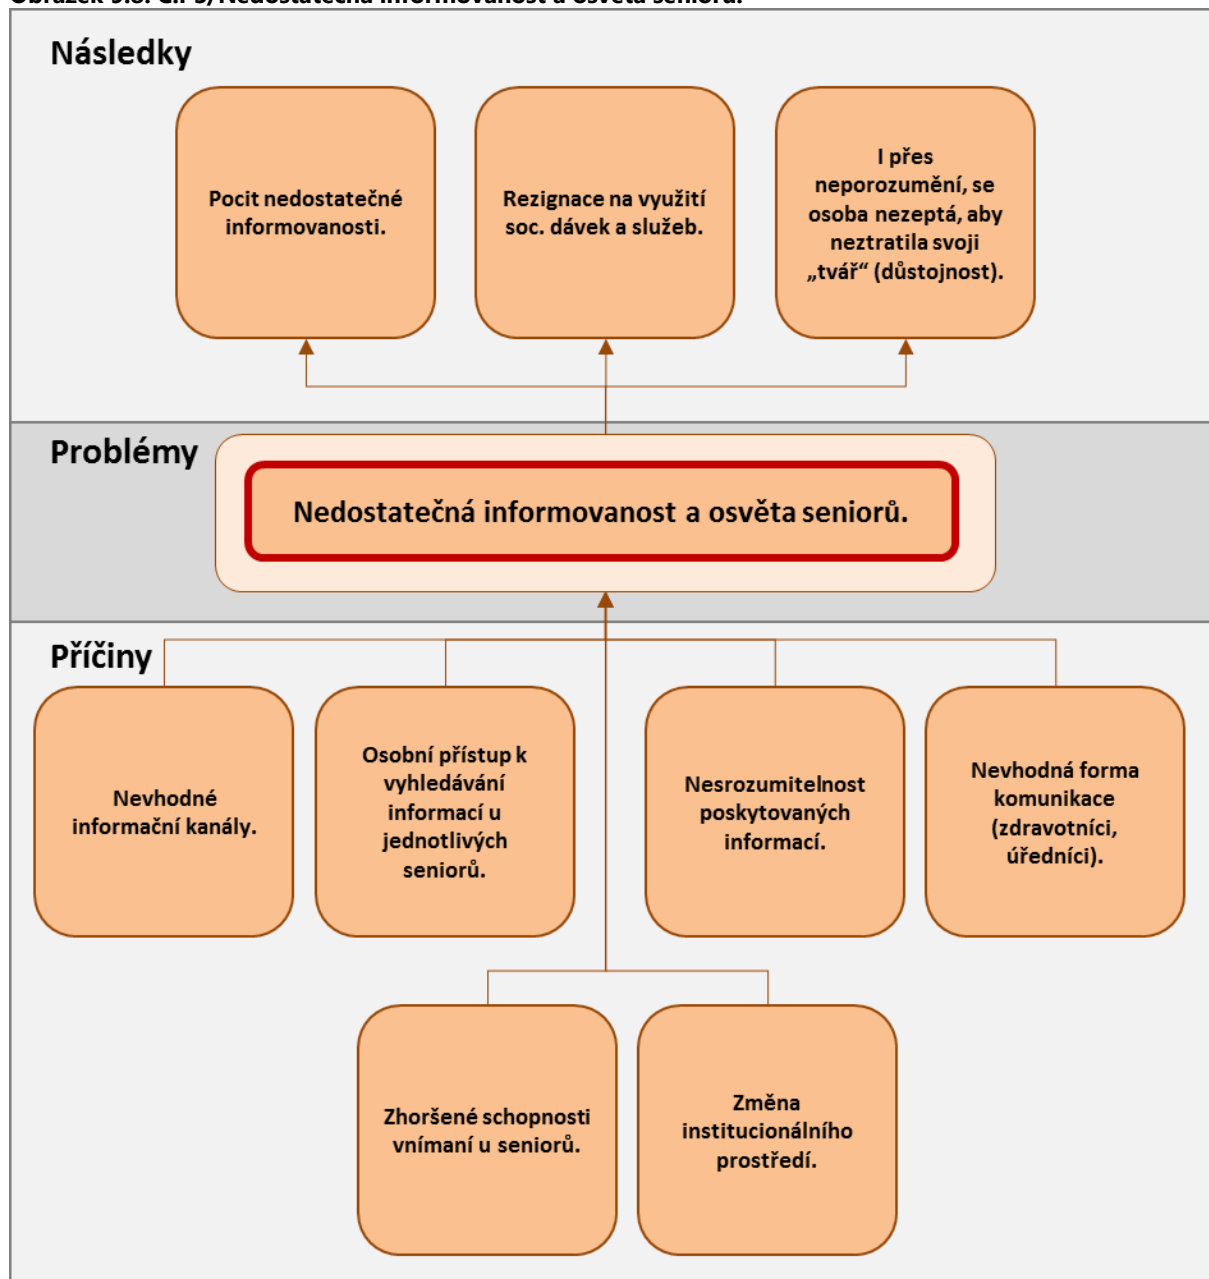 Následky
Pocit nedostatečné
informovanosti.
Rezignace na využití
soc. dávek a služeb.
I přes
neporozumění, se
osoba nezeptá, aby
neztratila svoji
„tvář“ (důstojnost).
Problémy
Nedostatečná informovanost a osvěta seniorů.
Příčiny
Nevhodné
informační kanály.
Osobní přístup k
vyhledávání
informací u
jednotlivých
seniorů.
Nesrozumitelnost
poskytovaných
informací.
Nevhodná forma
komunikace
(zdravotníci,
úředníci).
Zhoršené schopnosti
vnímaní u seniorů.
Změna
institucionálního
prostředí.